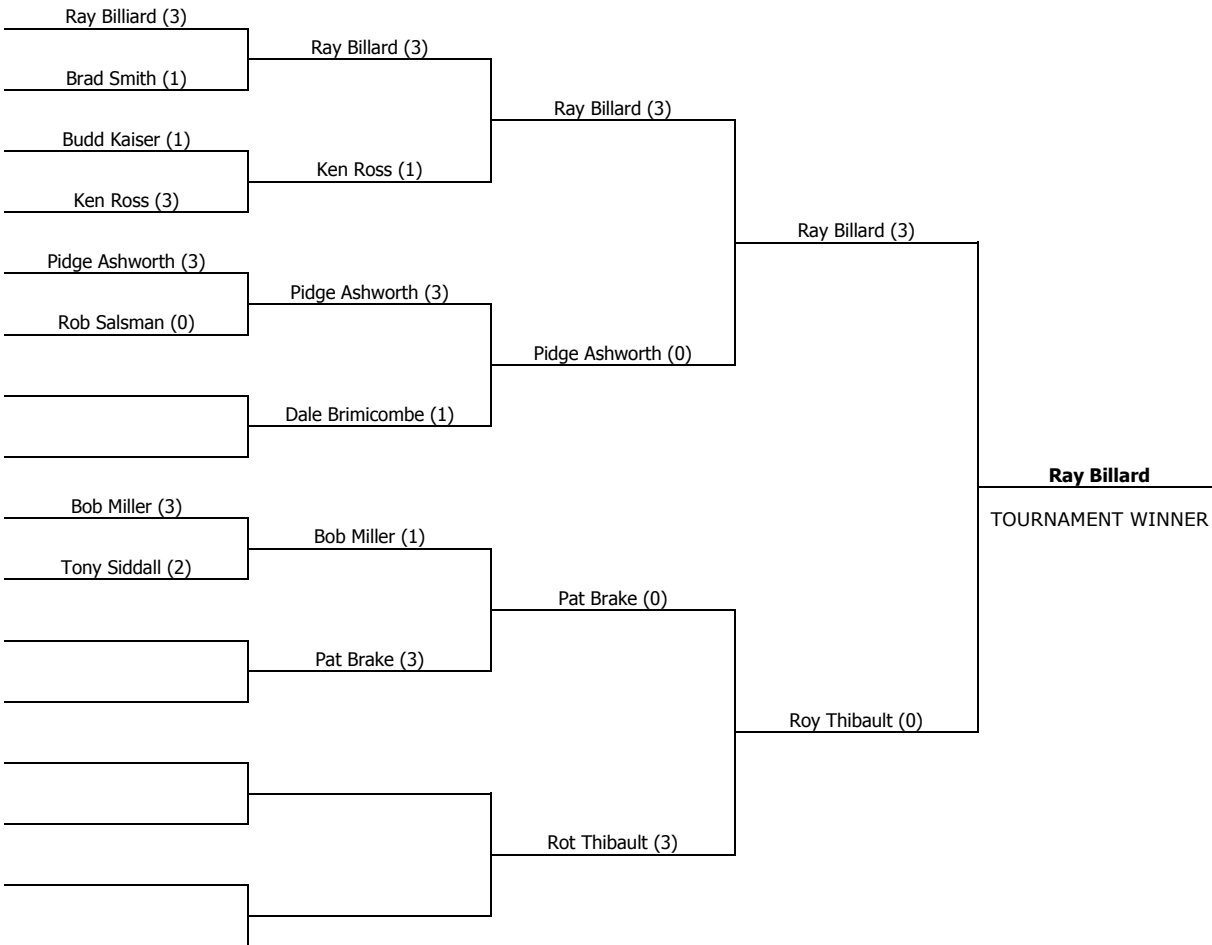 Ray Billiard (3)
Ray Billard (3)
Brad Smith (1)
Ray Billard (3)
Budd Kaiser (1)
Ken Ross (1)
Ken Ross (3)
Ray Billard (3)
Pidge Ashworth (3)
Pidge Ashworth (3)
Rob Salsman (0)
Pidge Ashworth (0)
Dale Brimicombe (1)
Ray Billard
Bob Miller (3)
TOURNAMENT WINNER
Bob Miller (1)
Tony Siddall (2)
Pat Brake (0)
Pat Brake (3)
Roy Thibault (0)
Rot Thibault (3)